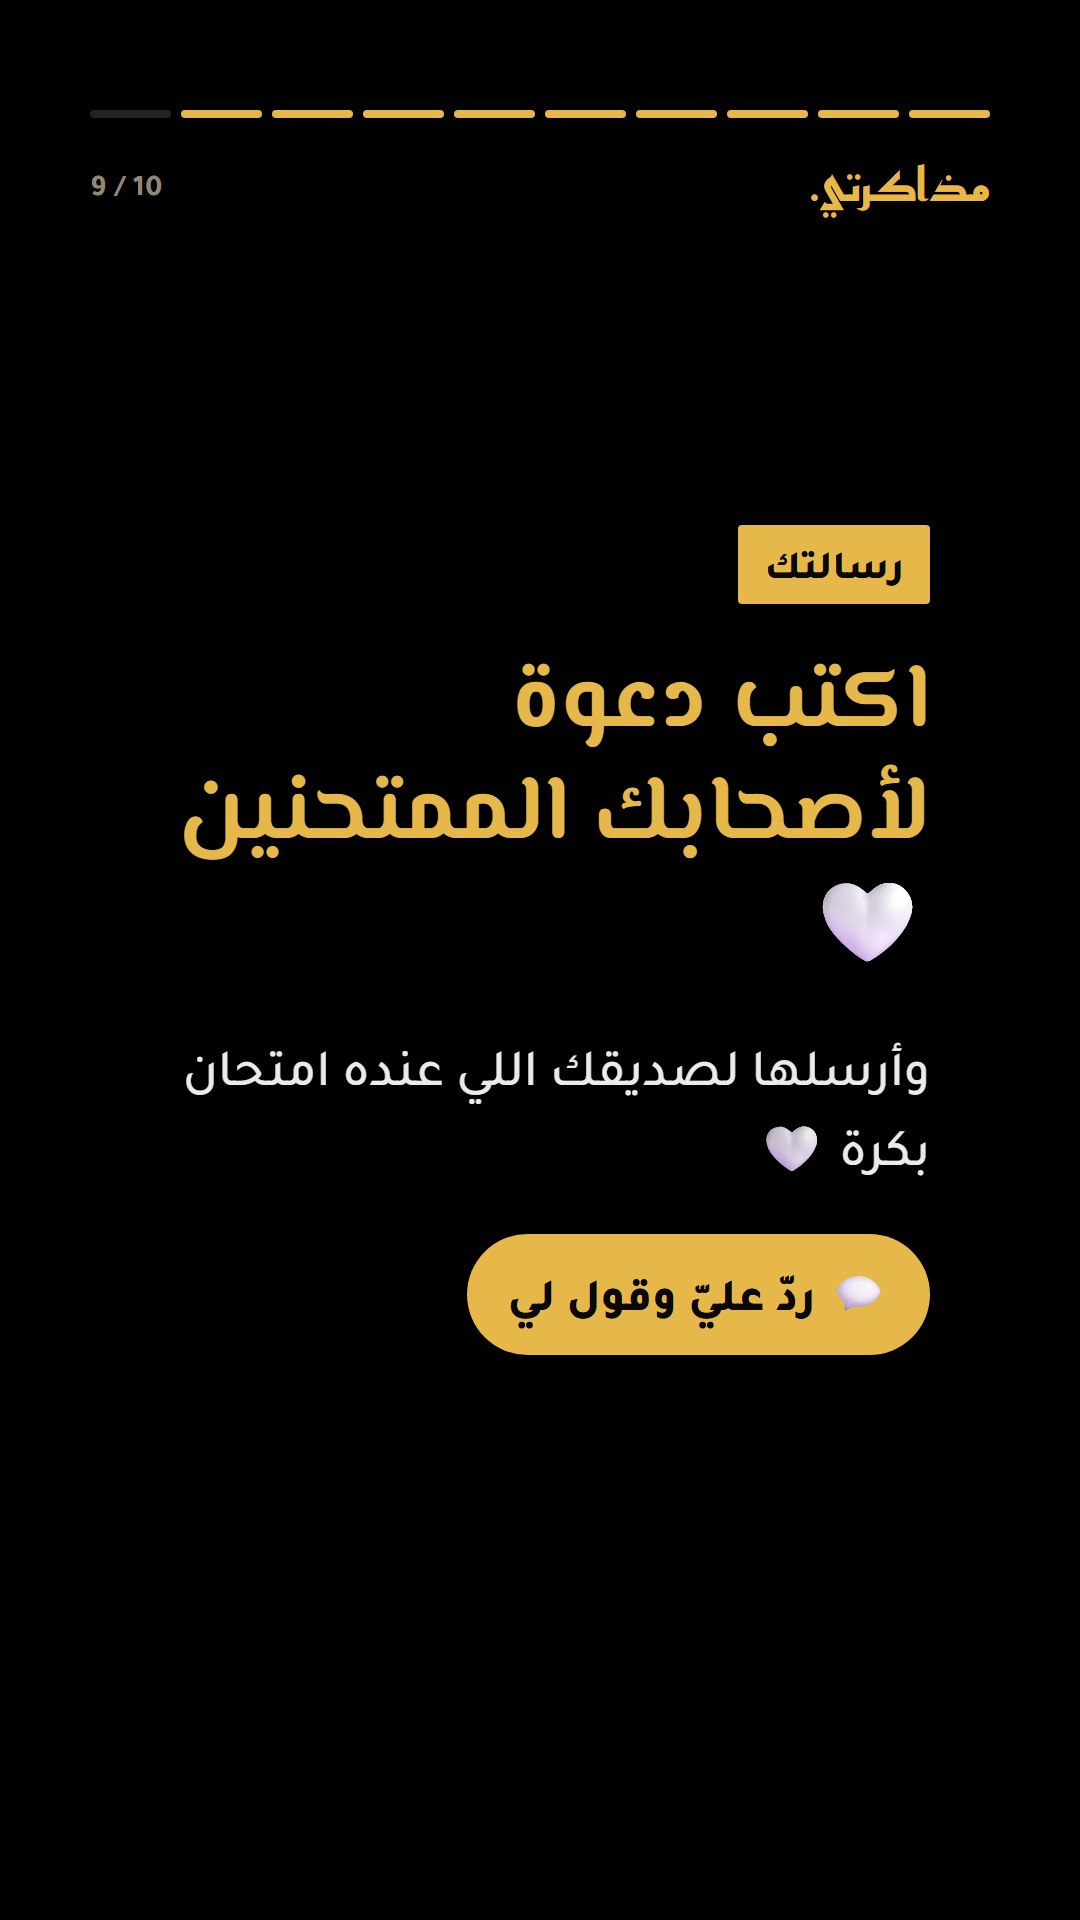 مذاكرتي.
9 / 10
رسالتك
اكتب دعوة
لأصحابك الممتحنين
🤍
وأرسلها لصديقك اللي عنده امتحان
بكرة 🤍
💬 ردّ عليّ وقول لي